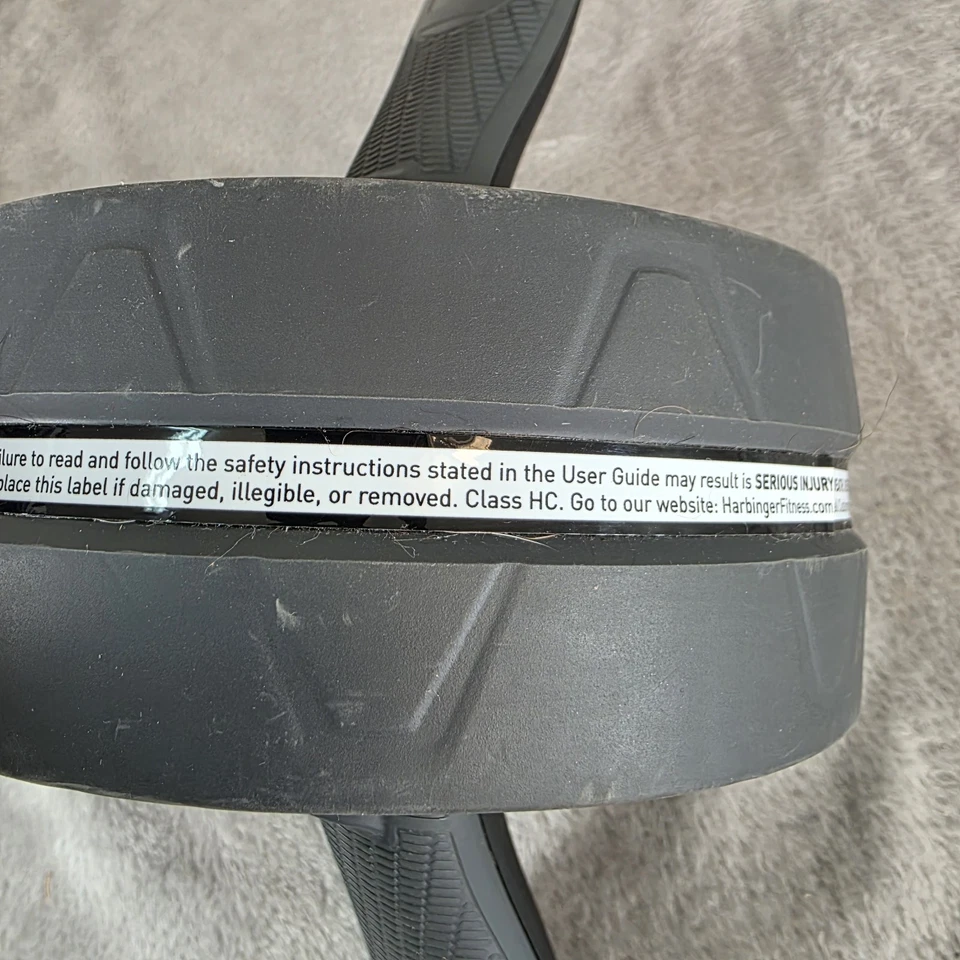 ilure to read and follow the safety instructions stated in the User Guide may result is SERIOUS INJURY
place this label if damaged, illegible, or removed. Class HC. Go to our website: HarbingerFitness.com